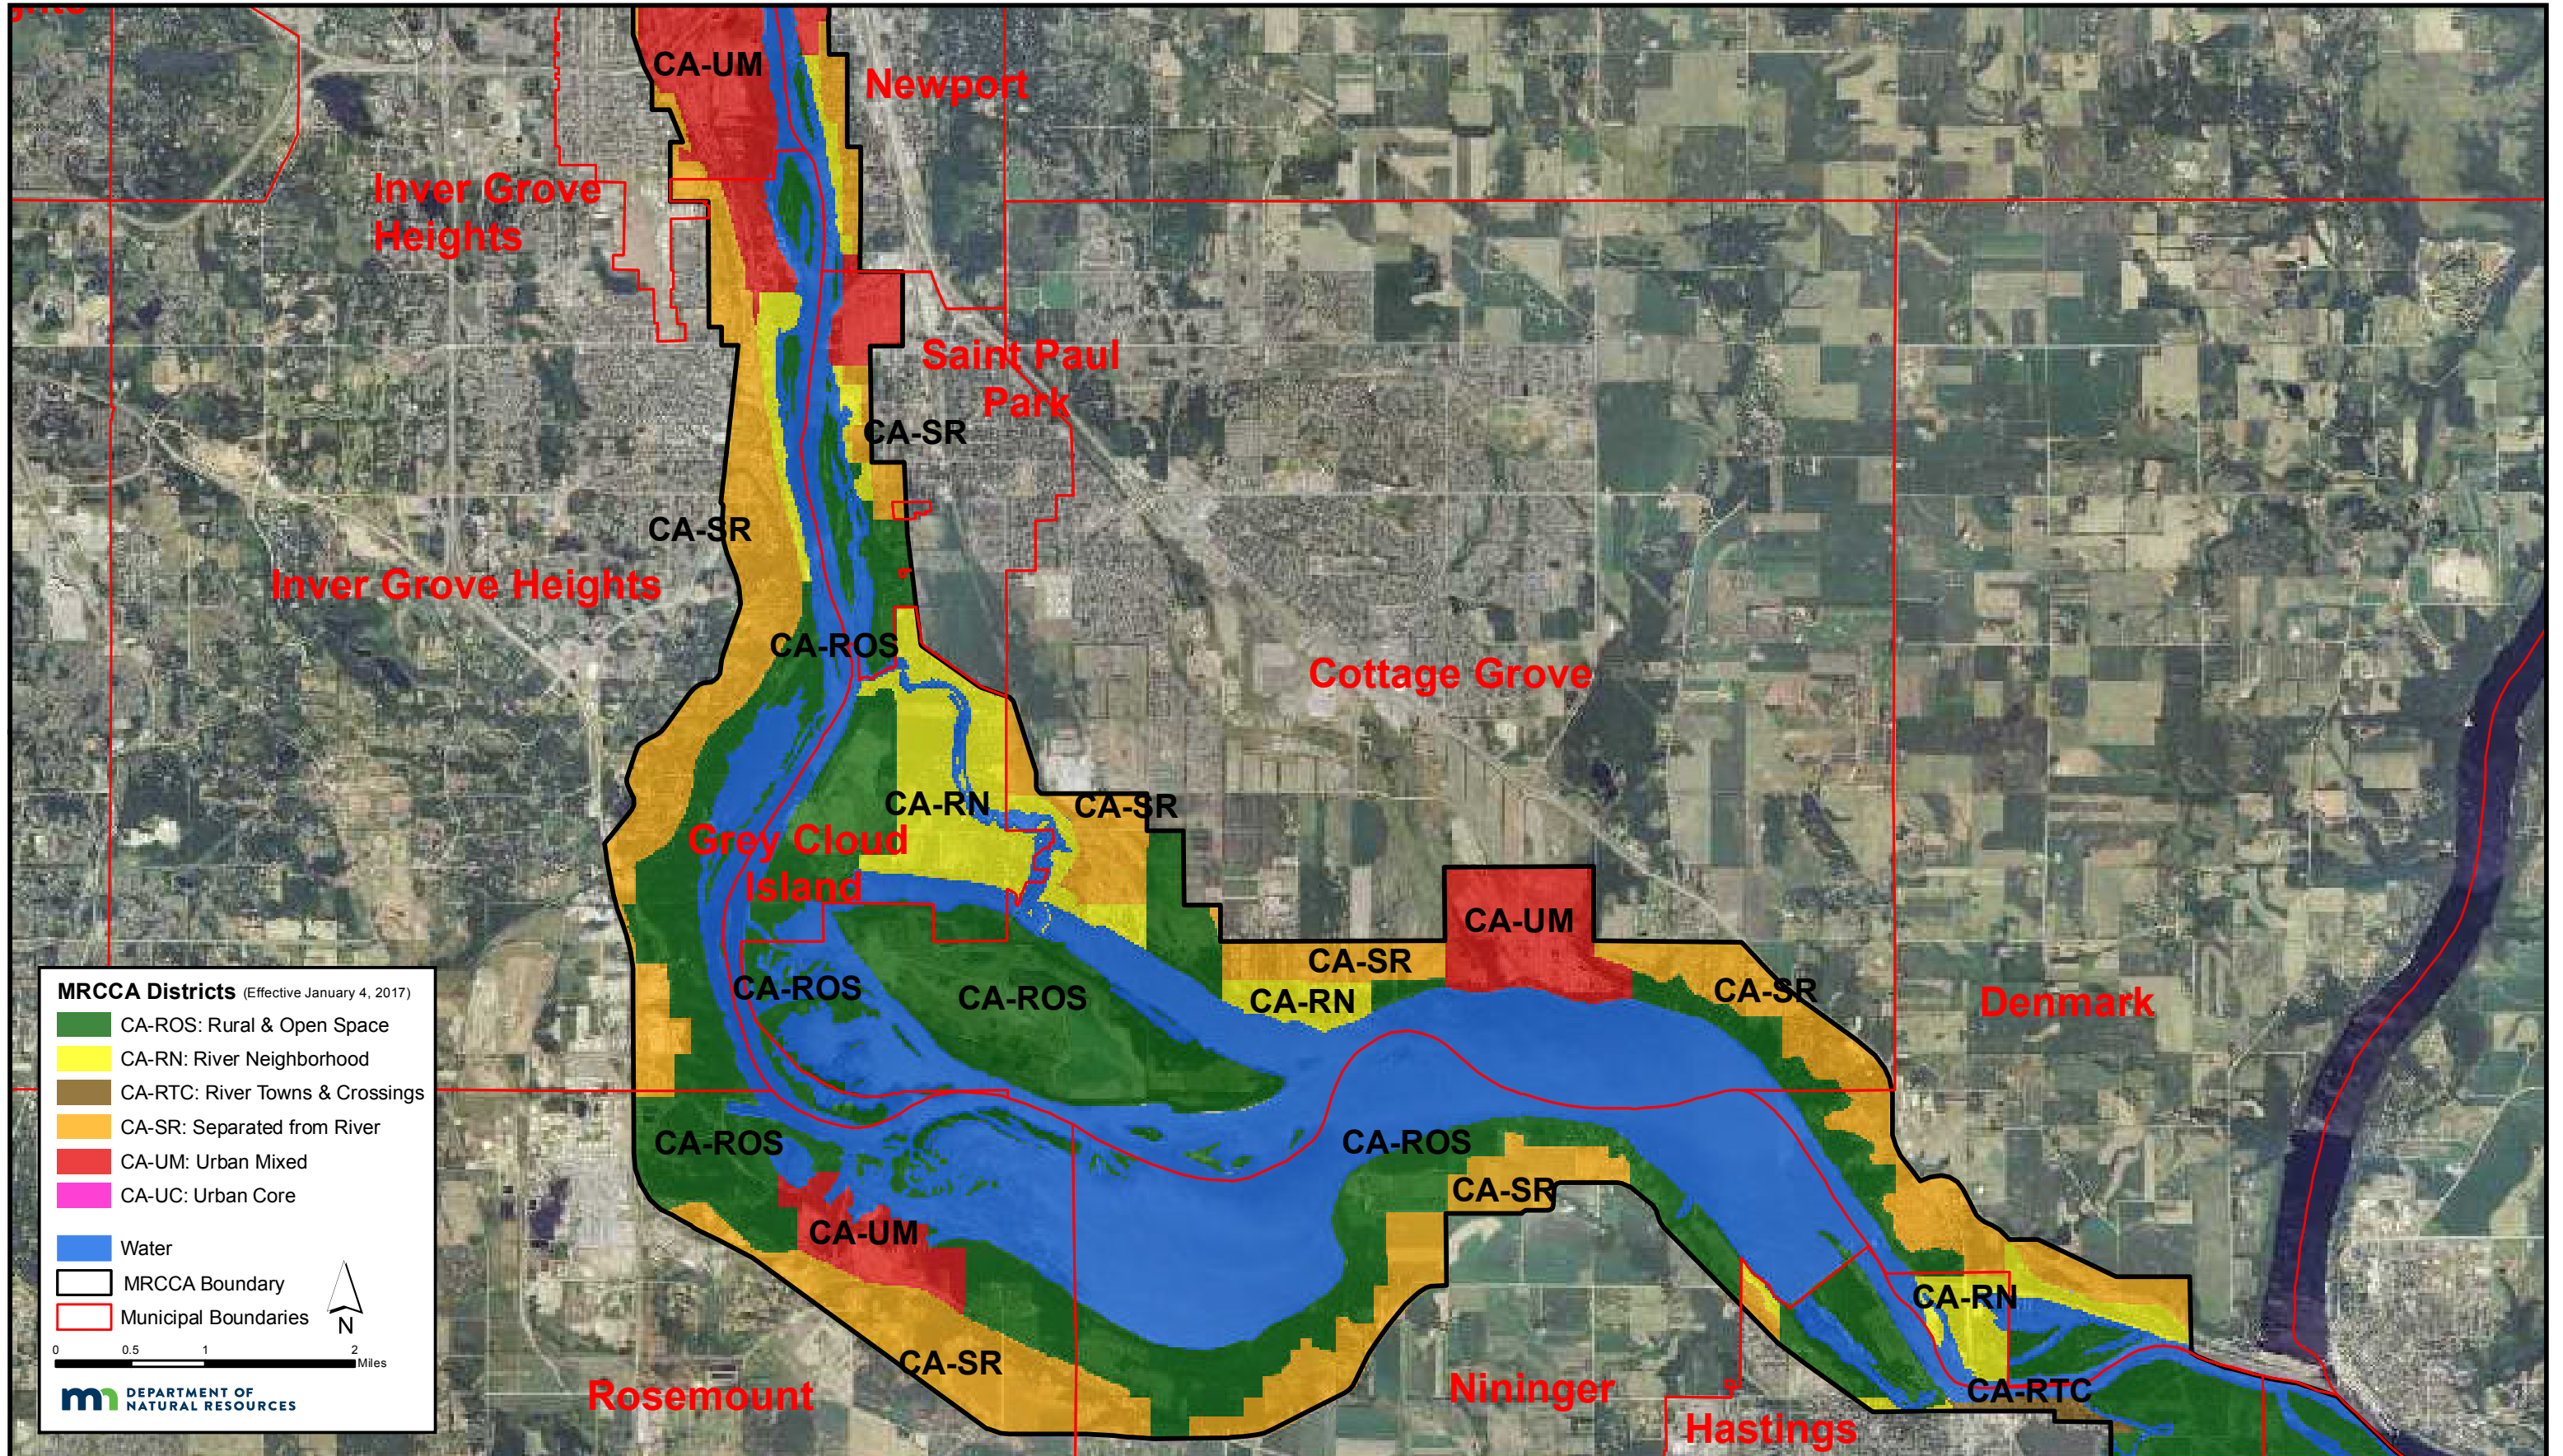 ghts
CA-UM
Newport
Inver Grove
Heights
Saint Paul
Park
CA-SR
CA-SR
Inver Grove Heights
CA-ROS
Cottage Grove
CA-RN
CA-SR
Grey Cloud
Island
CA-UM
CA-SR
CA-ROS
CA-ROS
CA-RN
CA-SR
Denmark
CA-ROS
CA-ROS
CA-SR
CA-UM
CA-RN
CA-SR
Rosemount
Nininger
CA-RTC
Hastings
MRCCA Districts (Effective January 4, 2017)
CA-ROS: Rural & Open Space
CA-RN: River Neighborhood
CA-RTC: River Towns & Crossings
CA-SR: Separated from River
CA-UM: Urban Mixed
CA-UC: Urban Core
Water
MRCCA Boundary
Municipal Boundaries
N
0 0.5 1 2
Miles
mn DEPARTMENT OF
NATURAL RESOURCES